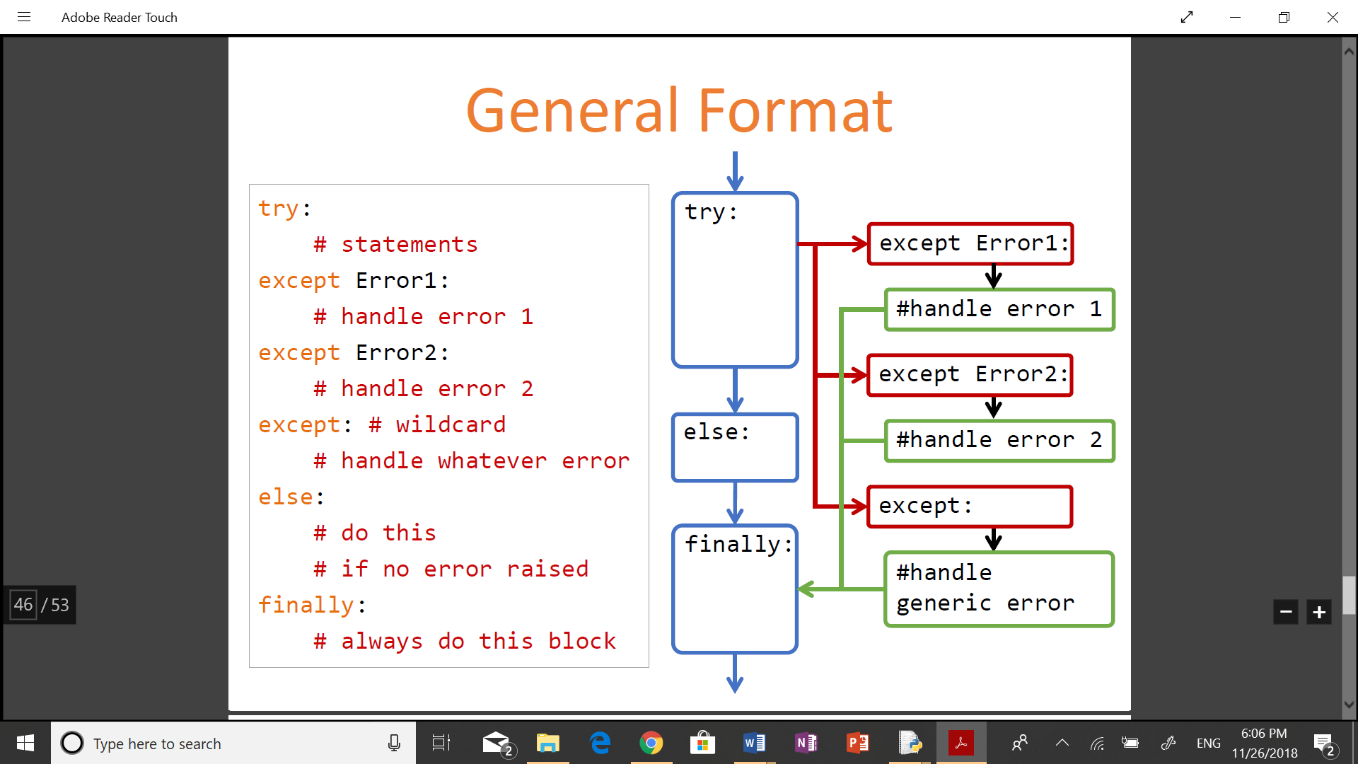 Adobe Reader Touch
General Format
try:
# statements
except Error1:
# handle error 1
except Error2:
# handle error 2
except: # wildcard
# handle whatever error
else:
# do this
# if no error raised
finally:
# always do this block
try:
else:
finally:
except Error1:
#handle error 1
except Error2:
#handle error 2
except:
#handle
generic error
46 / 53
Type here to search
2
ENG
6:06 PM
11/26/2018
2